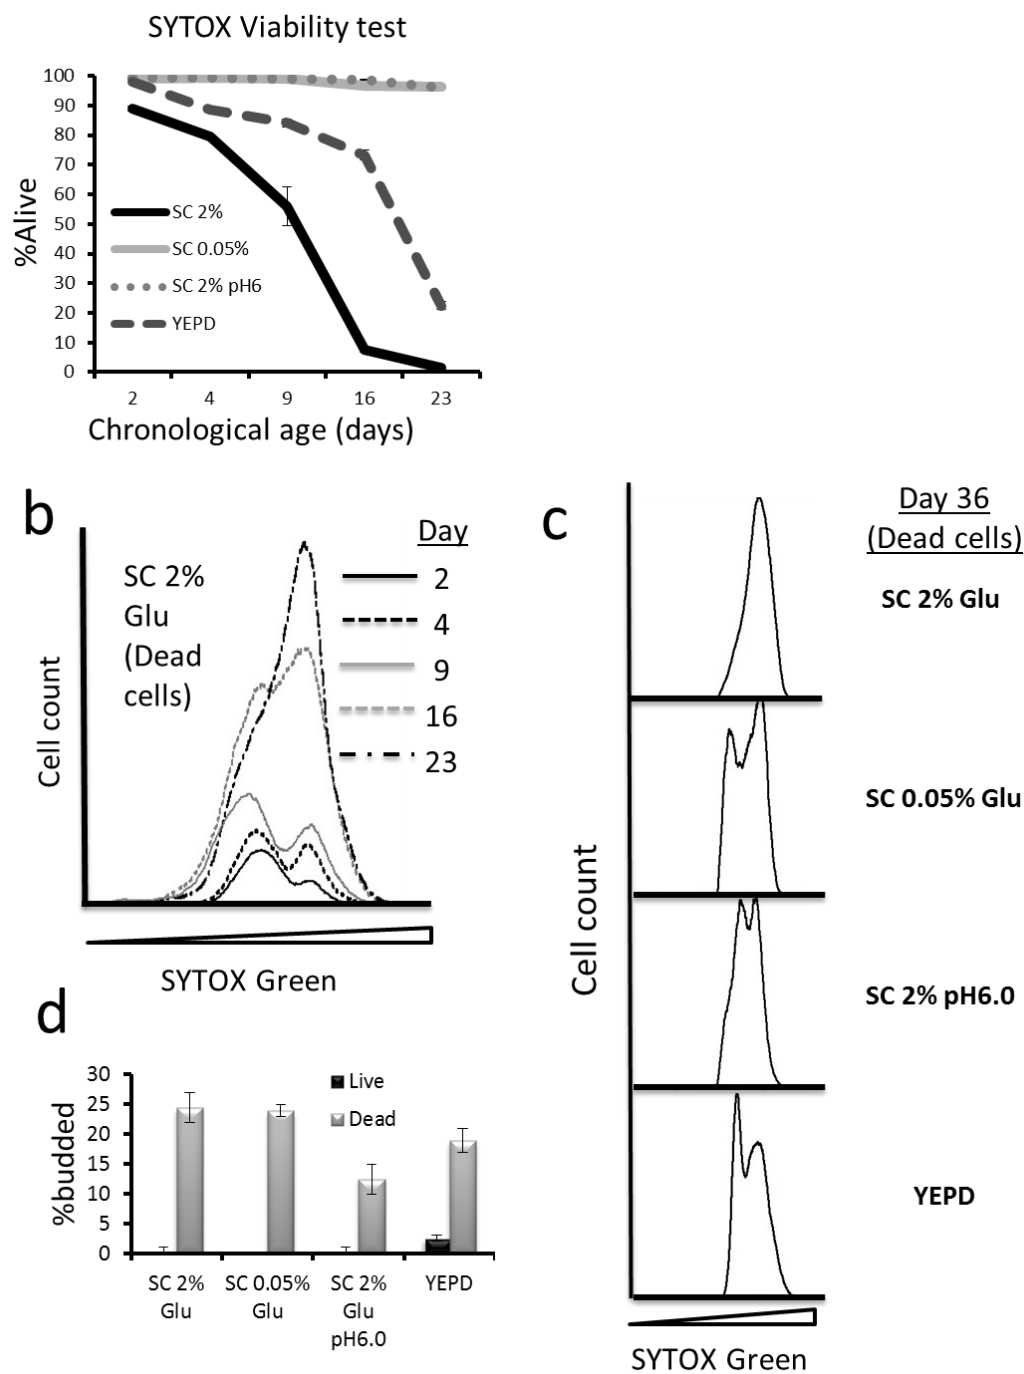 SYTOX Viability test
100
90
80
70
60
50
40
30
20
10
0
%Alive
SC 2%
SC 0.05%
SC 2% pH6
YEPD
2 4 9 16 23
Chronological age (days)
b
SC 2%
Glu
(Dead
cells)
Day
2
4
9
16
23
Cell count
SYTOX Green
c
Day 36
(Dead cells)
SC 2% Glu
SC 0.05% Glu
SC 2% pH6.0
YEPD
Cell count
SYTOX Green
d
30
25
20
15
10
5
0
%budded
Live
Dead
SC 2%
Glu
SC 0.05%
Glu
SC 2%
Glu
pH6.0
YEPD